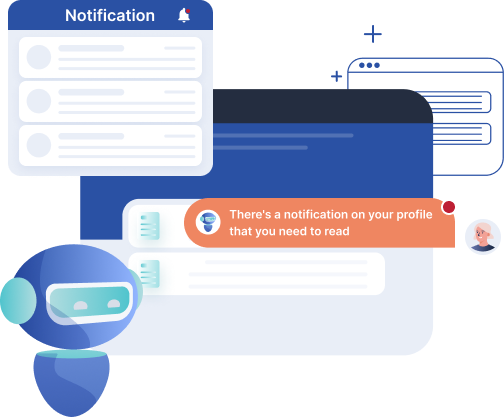 Notification
There's a notification on your profile
that you need to read